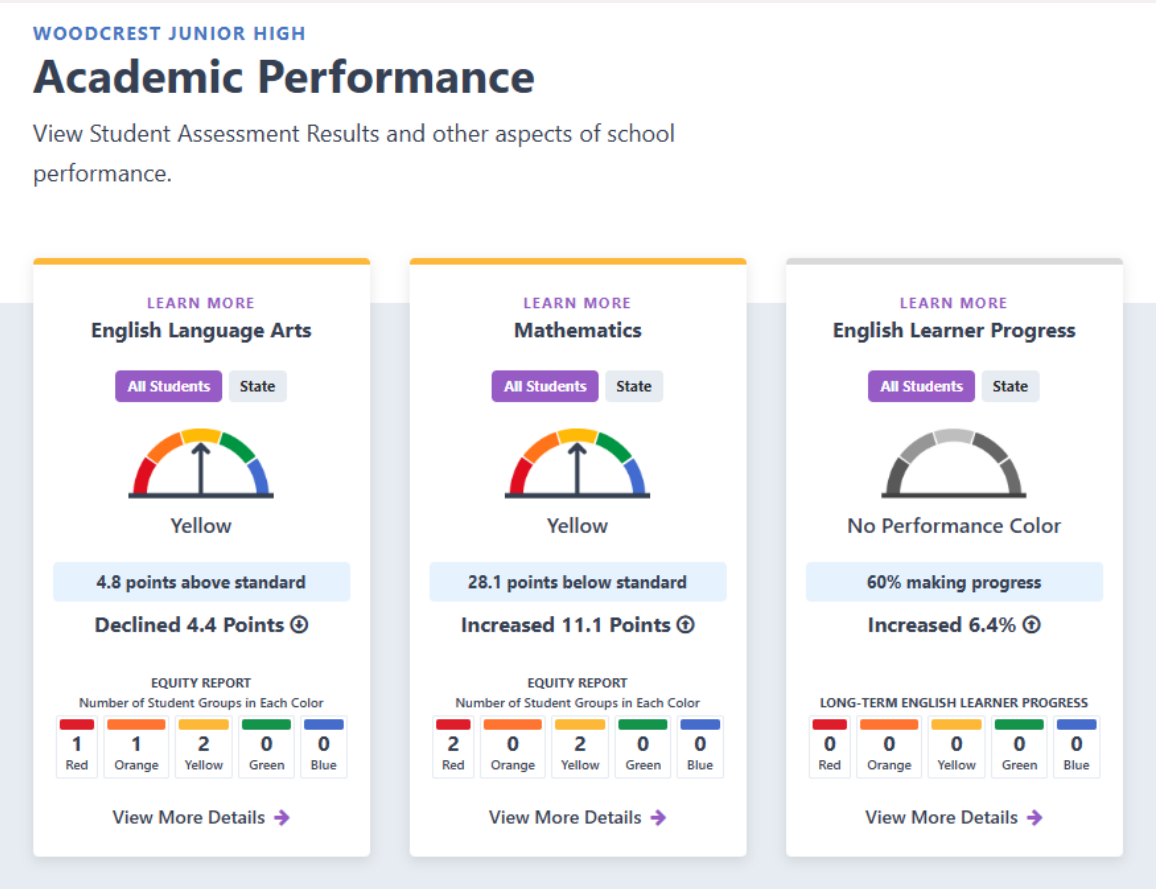 WOODCREST JUNIOR HIGH
Academic Performance
View Student Assessment Results and other aspects of school
performance.
LEARN MORE
English Language Arts
All Students State
Yellow
4.8 points above standard
Declined 4.4 Points
EQUITY REPORT
Number of Student Groups in Each Color
1 1 2 0 0
Red Orange Yellow Green Blue
View More Details
LEARN MORE
Mathematics
All Students State
Yellow
28.1 points below standard
Increased 11.1 Points
EQUITY REPORT
Number of Student Groups in Each Color
2 0 2 0 0
Red Orange Yellow Green Blue
View More Details
LEARN MORE
English Learner Progress
All Students State
No Performance Color
60% making progress
Increased 6.4%
LONG-TERM ENGLISH LEARNER PROGRESS
0 0 0 0 0
Red Orange Yellow Green Blue
View More Details